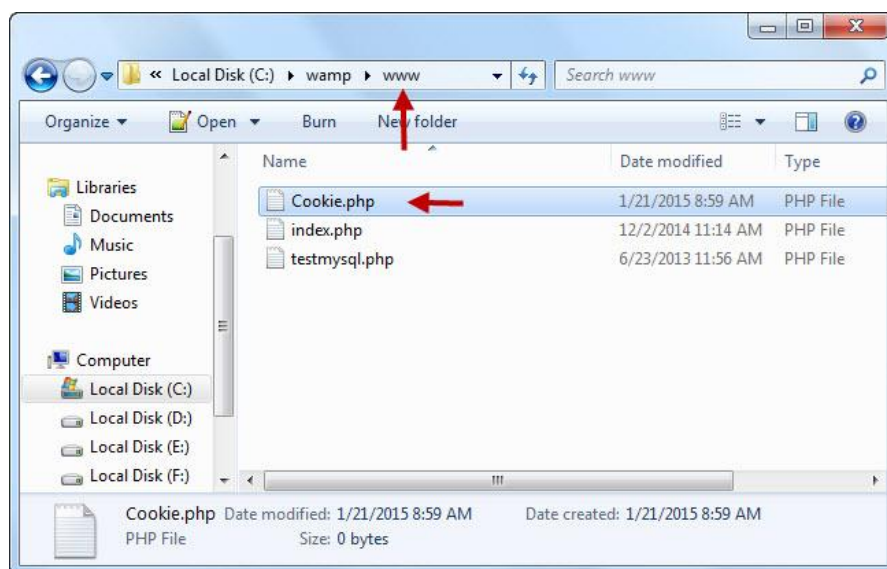 « Local Disk (C:) ▸ wamp ▸ www Search www
Organize Open Burn New folder
Name Date modified Type
Libraries
Documents
Music
Pictures
Videos
Computer
Local Disk (C:)
Local Disk (D:)
Local Disk (E:)
Local Disk (F:)
Cookie.php 1/21/2015 8:59 AM PHP File
index.php 12/2/2014 11:14 AM PHP File
testmysql.php 6/23/2013 11:56 AM PHP File
Cookie.php Date modified: 1/21/2015 8:59 AM Date created: 1/21/2015 8:59 AM
PHP File Size: 0 bytes